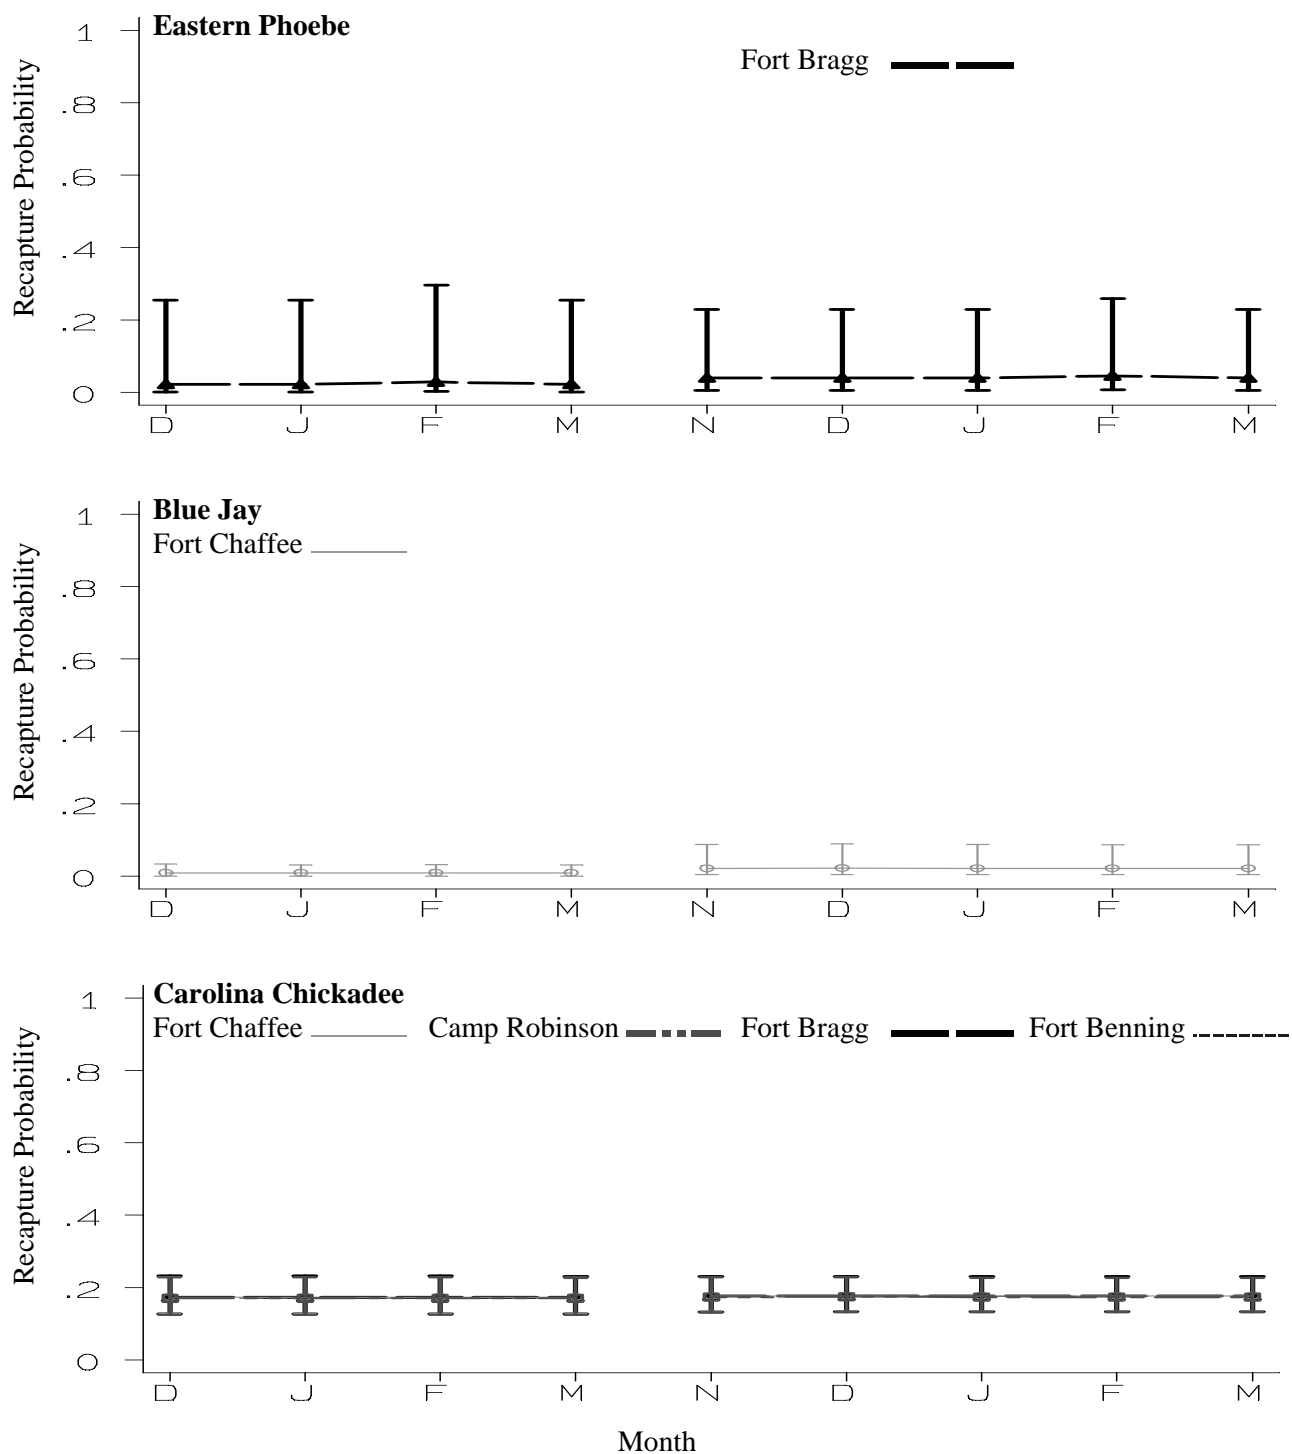 Eastern Phoebe
Fort Bragg
Recapture Probability
1
.8
.6
.4
.2
0
D J F M N D J F M
Blue Jay
Fort Chaffee
Recapture Probability
1
.8
.6
.4
.2
0
D J F M N D J F M
Carolina Chickadee
Fort Chaffee Camp Robinson Fort Bragg Fort Benning
Recapture Probability
1
.8
.6
.4
.2
0
D J F M N D J F M
Month